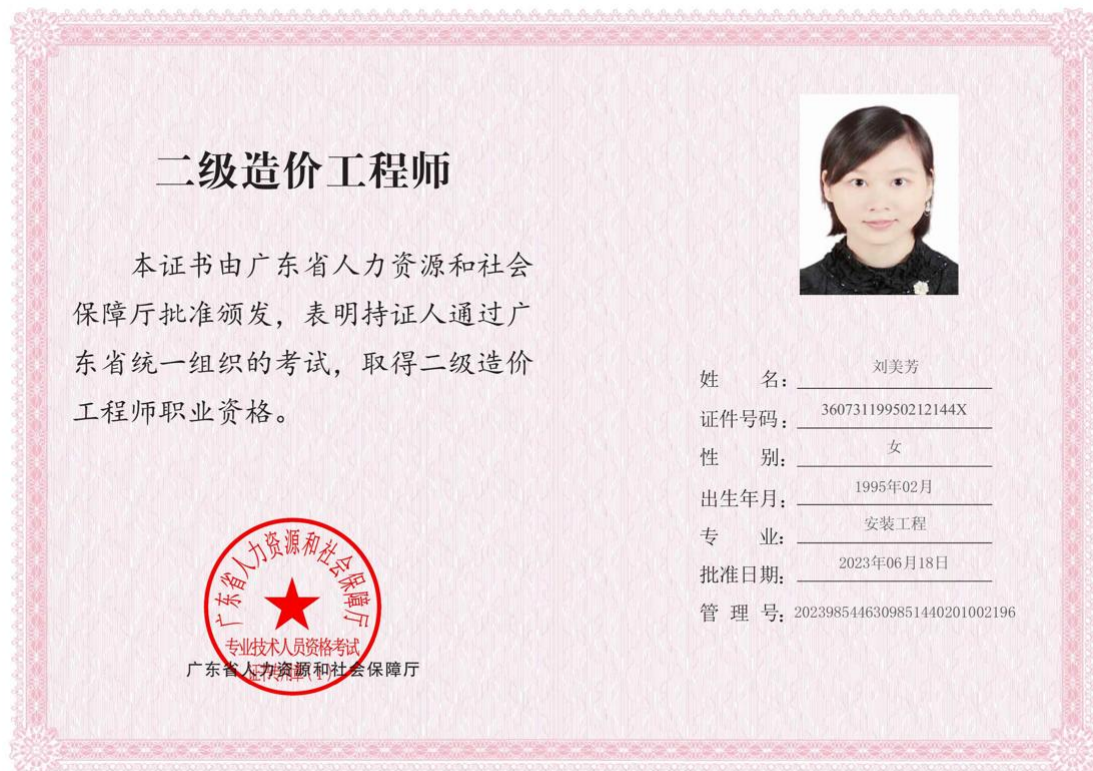 二级造价工程师
本证书由广东省人力资源和社会
保障厅批准颁发，表明持证人通过广
东省统一组织的考试，取得二级造价
工程师职业资格。
广东省人力资源和社会保障厅
专业技术人员资格考试
广东省人力资源和社会保障厅
姓 名：刘美芳
证件号码：36073119950212144X
性 别：女
出生年月：1995年02月
专 业：安装工程
批准日期：2023年06月18日
管 理 号：20239854463098514402010​02196